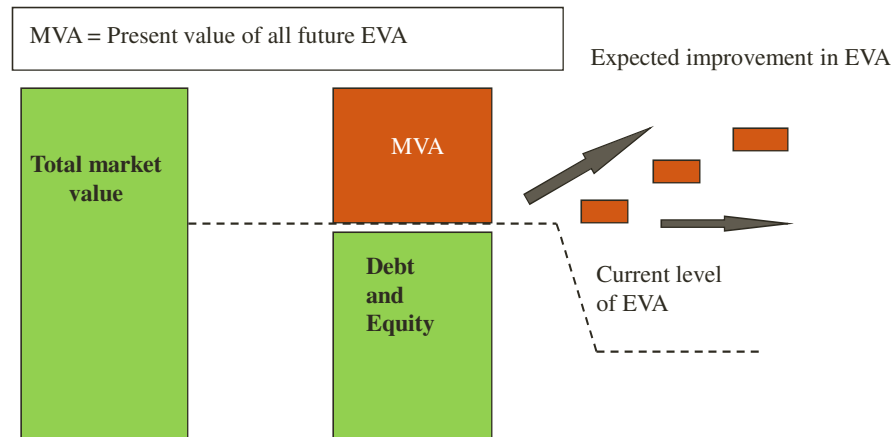 MVA = Present value of all future EVA
Expected improvement in EVA
Total market
value
MVA
Debt
and
Equity
Current level
of EVA